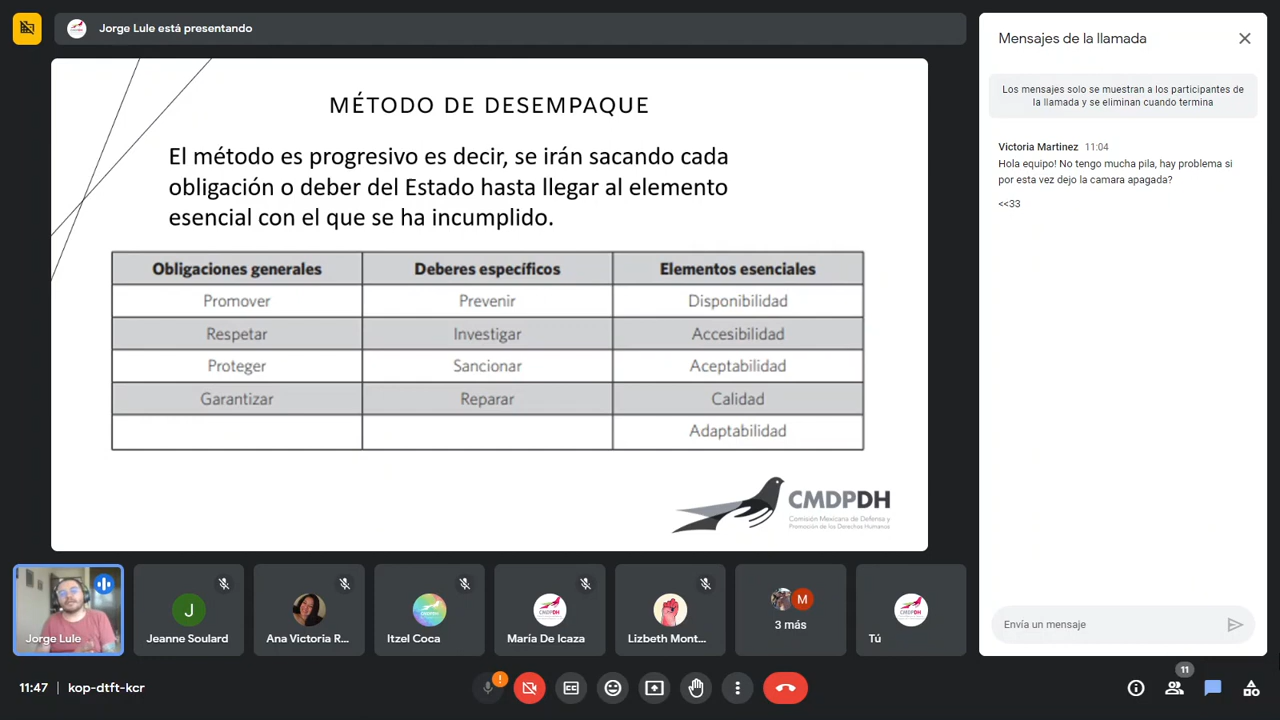 Jorge Lule está presentando
MÉTODO DE DESEMPAQUE
El método es progresivo es decir, se irán sacando cada
obligación o deber del Estado hasta llegar al elemento
esencial con el que se ha incumplido.
Obligaciones generales Deberes específicos Elementos esenciales
Promover Prevenir Disponibilidad
Respetar Investigar Accesibilidad
Proteger Sancionar Aceptabilidad
Garantizar Reparar Calidad
Adaptabilidad
CMDPDH
Comisión Mexicana de Defensa y
Promoción de los Derechos Humanos
Mensajes de la llamada
Los mensajes solo se muestran a los participantes de
la llamada y se eliminan cuando termina
Victoria Martinez 11:04
Hola equipo! No tengo mucha pila, hay problema si
por esta vez dejo la camara apagada?
<<33
Envía un mensaje
Jorge Lule
J
Jeanne Soulard
Ana Victoria R...
Itzel Coca
María De Icaza
Lizbeth Mont...
M
3 más
Tú
11:47 | kop-dtft-kcr
11